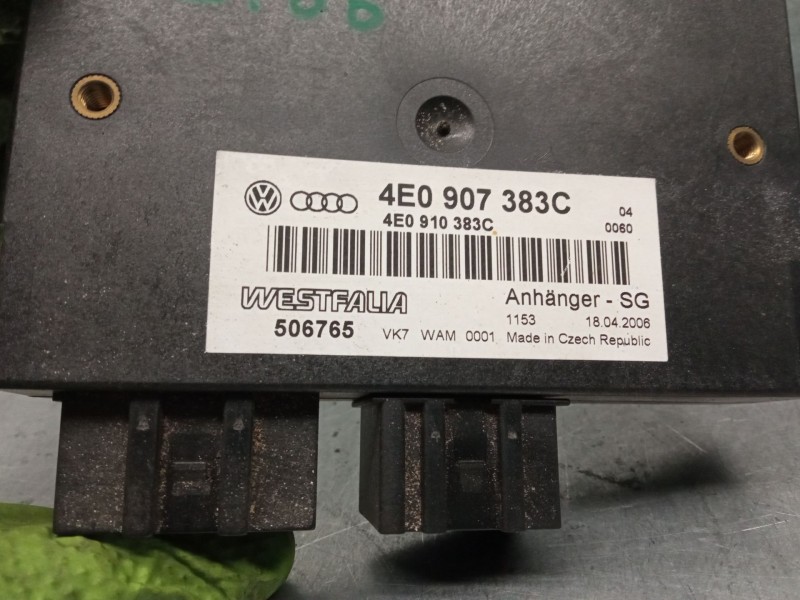 4E0 907 383C 04
4E0 910 383C 0060
WESTFALIA Anhänger - SG
506765 1153 18.04.2006
VK7 WAM 0001 Made in Czech Republic